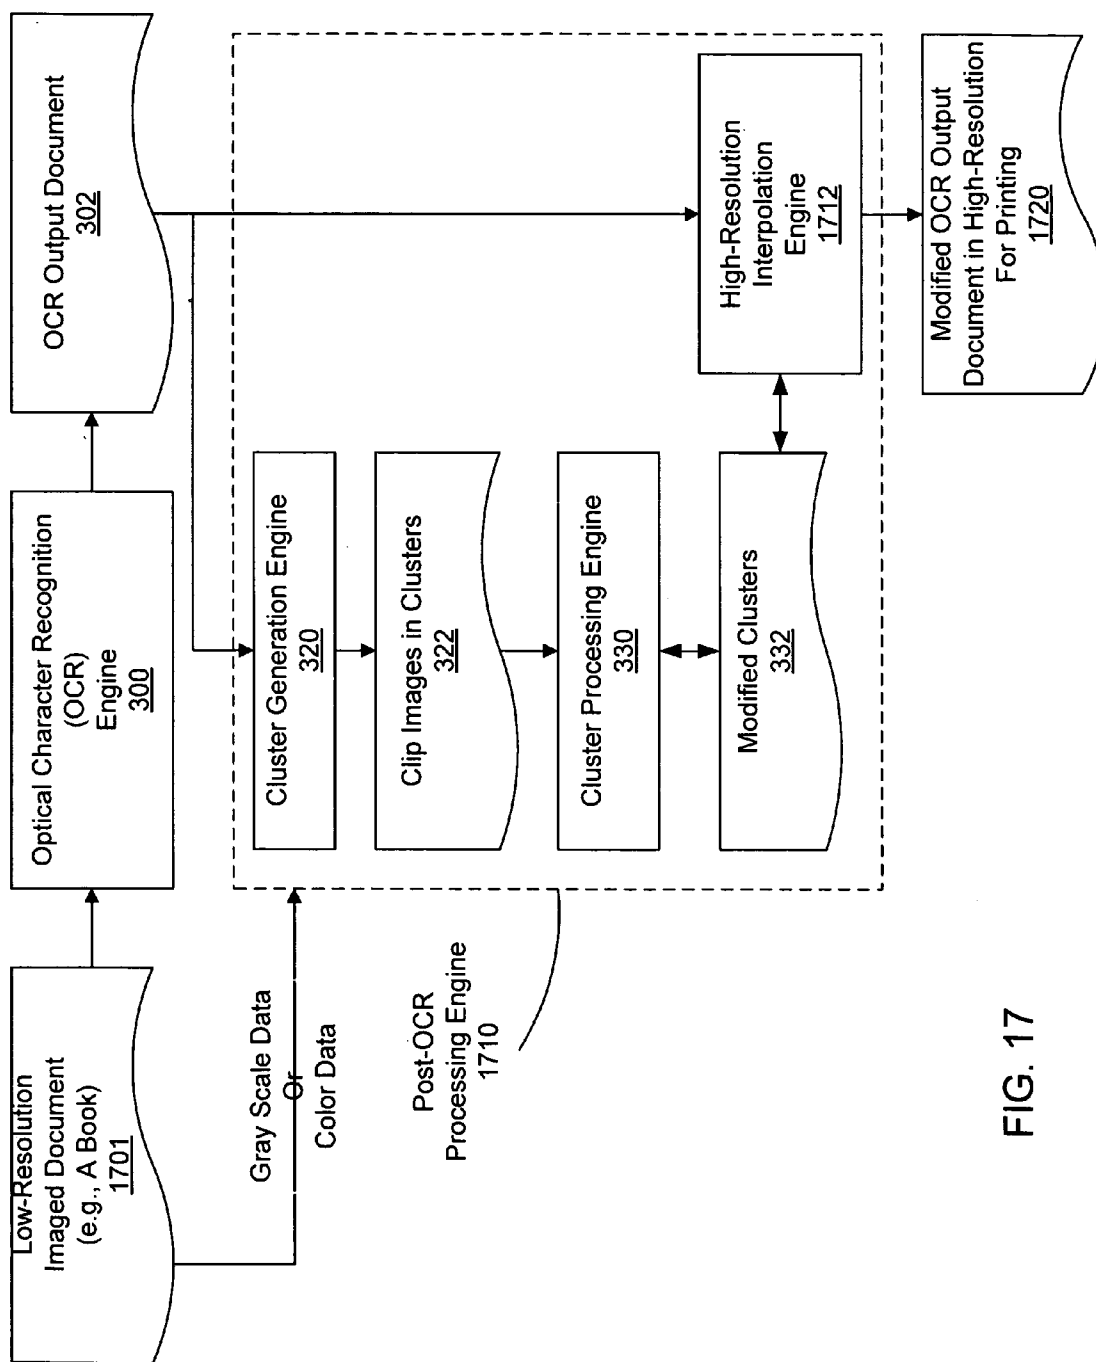 Low-Resolution
Imaged Document
(e.g., A Book)
1701
Optical Character Recognition
(OCR)
Engine
300
OCR Output Document
302
Gray Scale Data
Or
Color Data
Post-OCR
Processing Engine
1710
Cluster Generation Engine
320
Clip Images in Clusters
322
Cluster Processing Engine
330
Modified Clusters
332
High-Resolution
Interpolation
Engine
1712
Modified OCR Output
Document in High-Resolution
For Printing
1720
FIG. 17